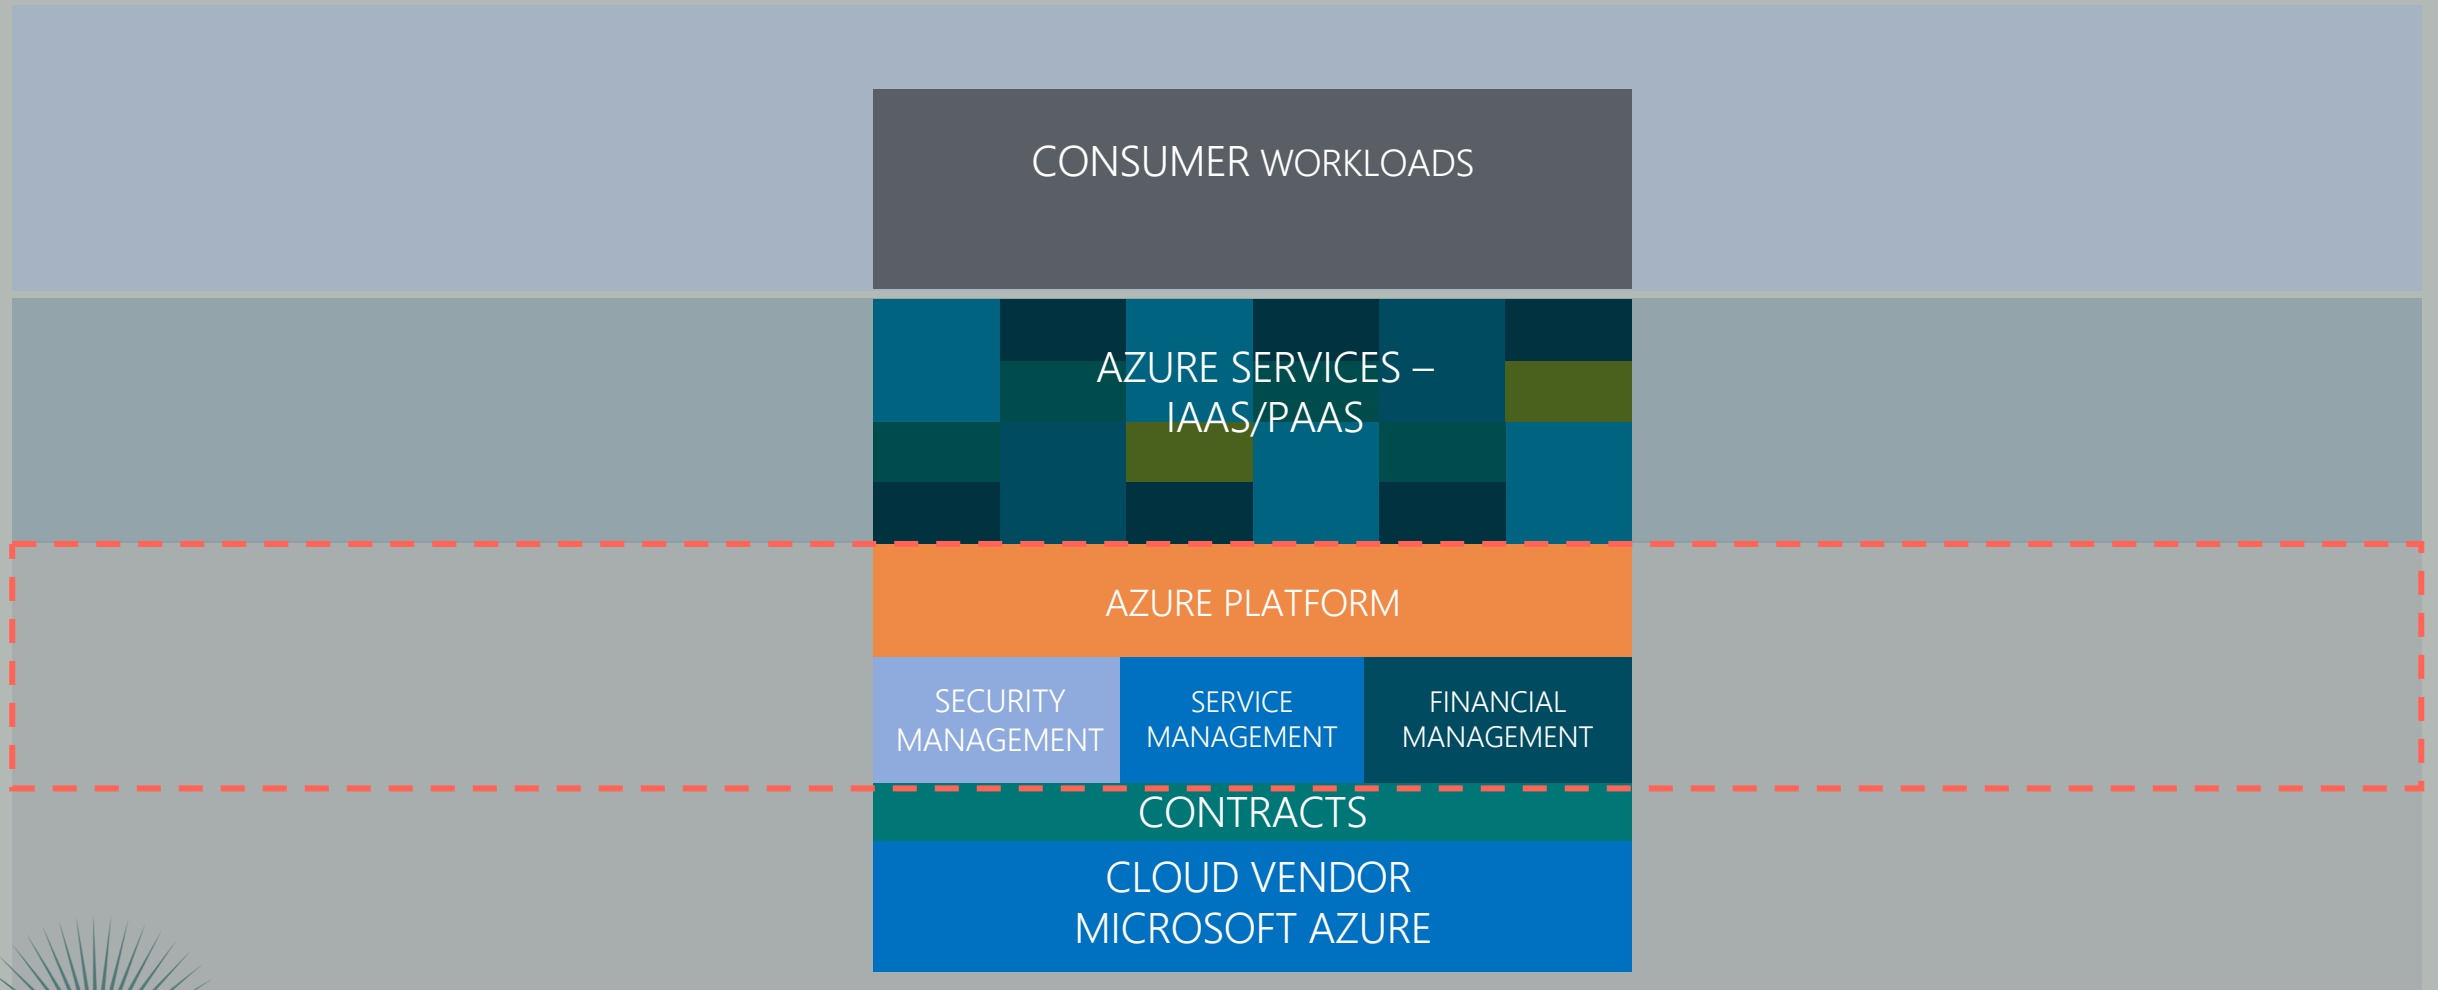 CONSUMER WORKLOADS
AZURE SERVICES –
IAAS/PAAS
AZURE PLATFORM
SECURITY
MANAGEMENT
SERVICE
MANAGEMENT
FINANCIAL
MANAGEMENT
CONTRACTS
CLOUD VENDOR
MICROSOFT AZURE